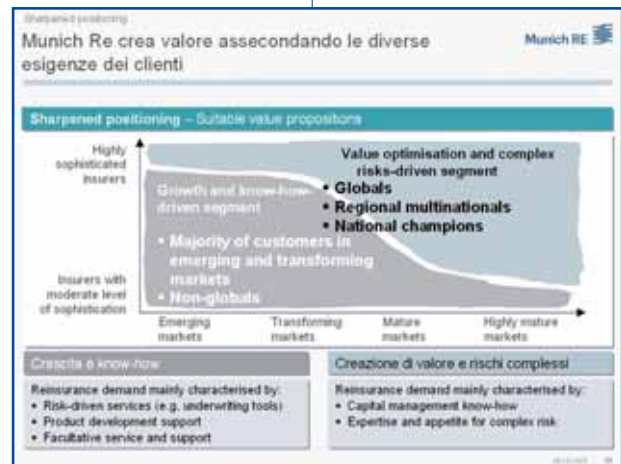 Sharpened positioning
Munich Re crea valore assecondando le diverse
esigenze dei clienti
Munich RE
Sharpened positioning – Suitable value propositions
Highly
sophisticated
insurers
Value optimisation and complex
risks-driven segment
• Globals
• Regional multinationals
• National champions
Growth and know-how-
driven segment
• Majority of customers in
emerging and transforming
markets
• Non-globals
Insurers with
moderate level
of sophistication
Emerging
markets
Transforming
markets
Mature
markets
Highly mature
markets
Crescita e know-how
Reinsurance demand mainly characterised by:
• Risk-driven services (e.g. underwriting tools)
• Product development support
• Facultative service and support
Creazione di valore e rischi complessi
Reinsurance demand mainly characterised by:
• Capital management know-how
• Expertise and appetite for complex risk